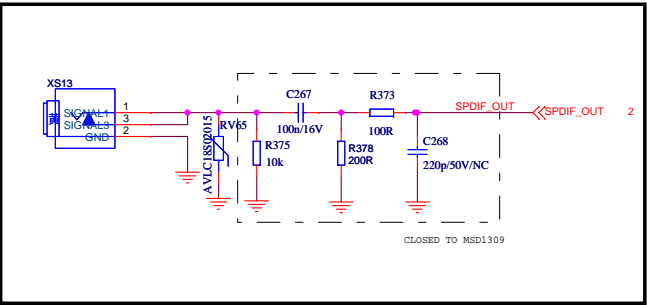 XS13
SIGNAL1
SIGNAL3
GND
黄
1
3
2
AVLC18S02015
RV65
R375
10k
C267
100n/16V
R378
200R
R373
100R
C268
220p/50V/NC
SPDIF_OUT
SPDIF_OUT 2
CLOSED TO MSD1309